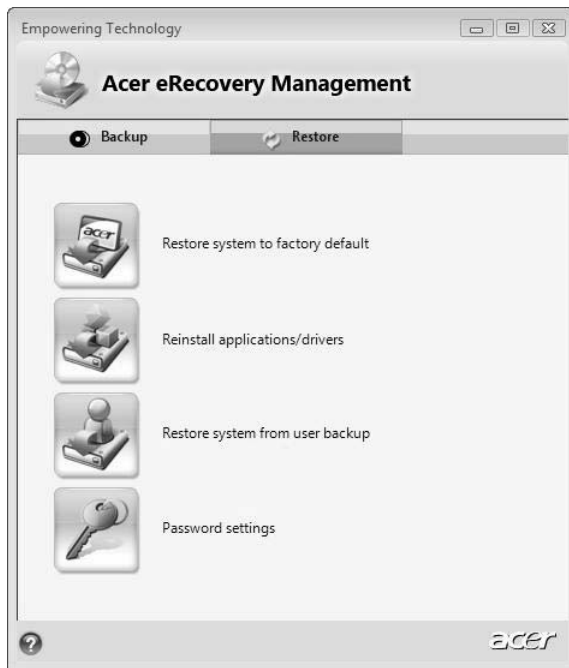 Empowering Technology
Acer eRecovery Management
Backup
Restore
acer
Restore system to factory default
Reinstall applications/drivers
Restore system from user backup
Password settings
?
acer